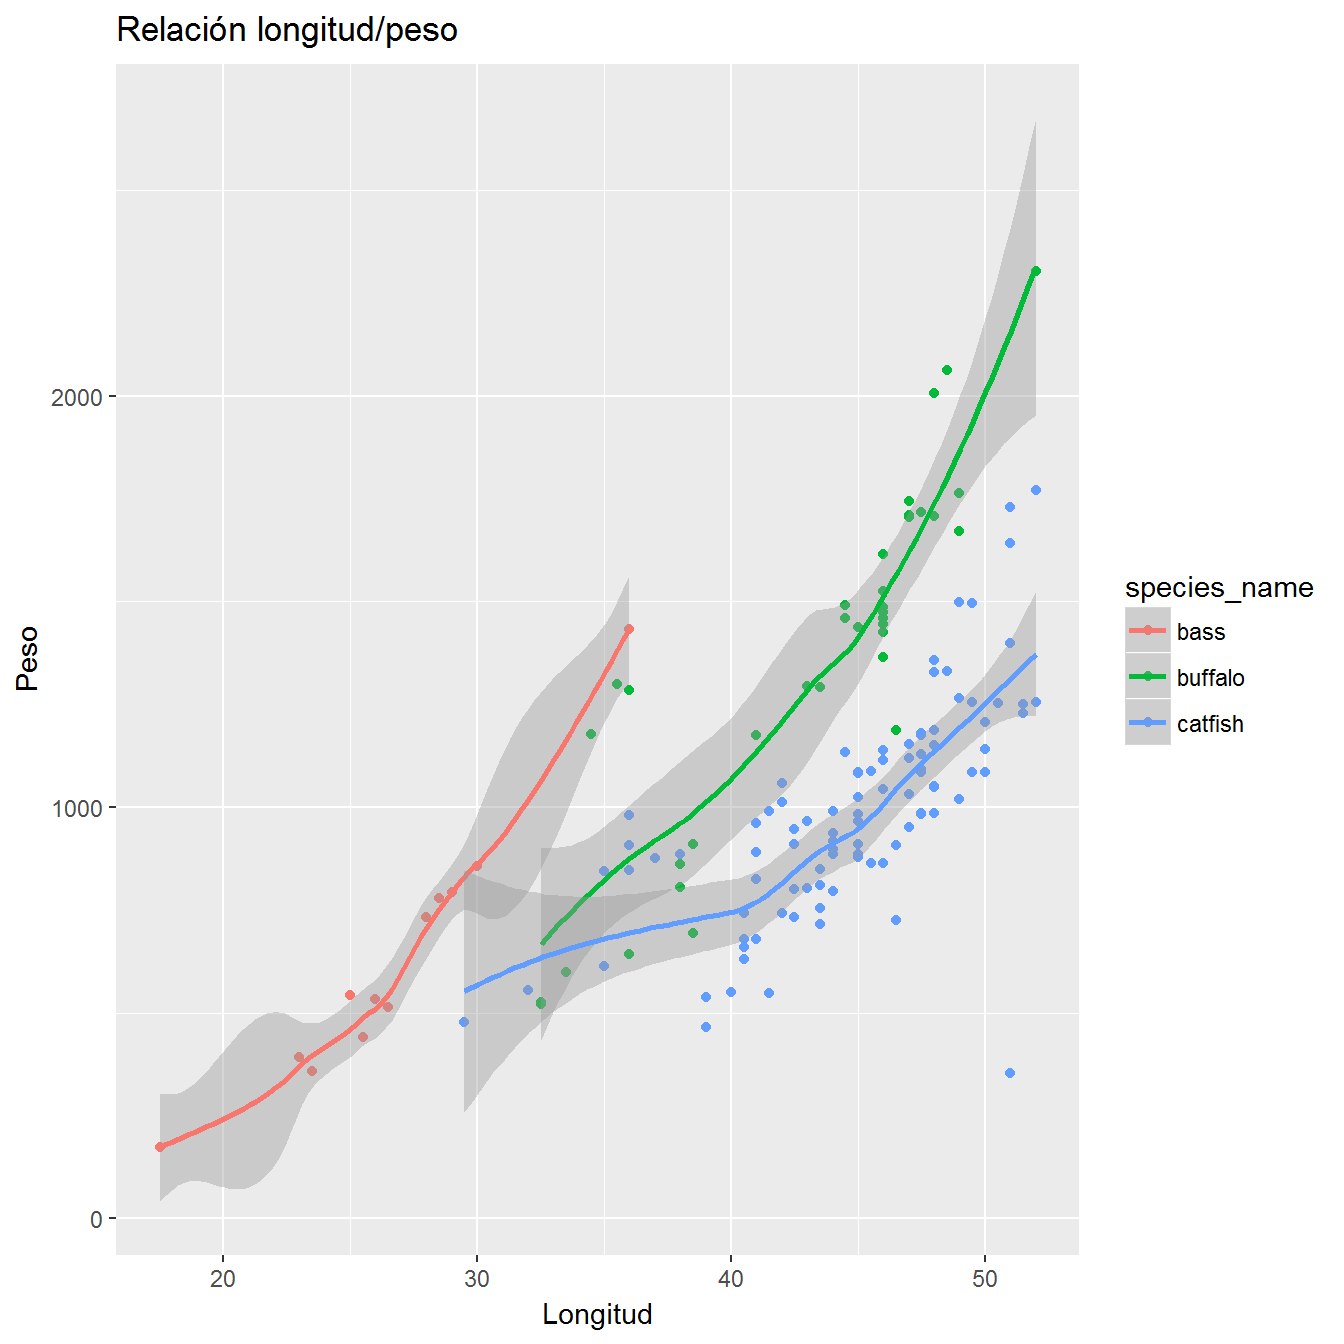 Relación longitud/peso
Peso
2000
1000
0
20
30
40
50
Longitud
species_name
bass
buffalo
catfish